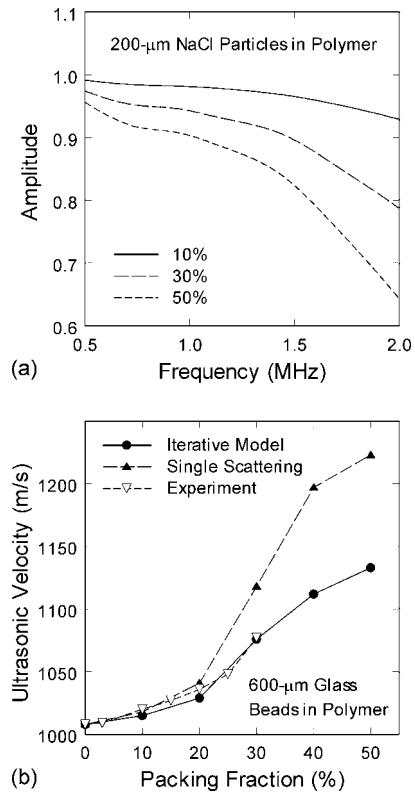 200-μm NaCl Particles in Polymer
1.1
1.0
0.9
0.8
0.7
0.6
Amplitude
10%
30%
50%
0.5
1.0
1.5
2.0
(a)
Frequency (MHz)
Iterative Model
Single Scattering
Experiment
1200
1150
1100
1050
1000
Ultrasonic Velocity (m/s)
600-μm Glass
Beads in Polymer
0
10
20
30
40
50
(b)
Packing Fraction (%)